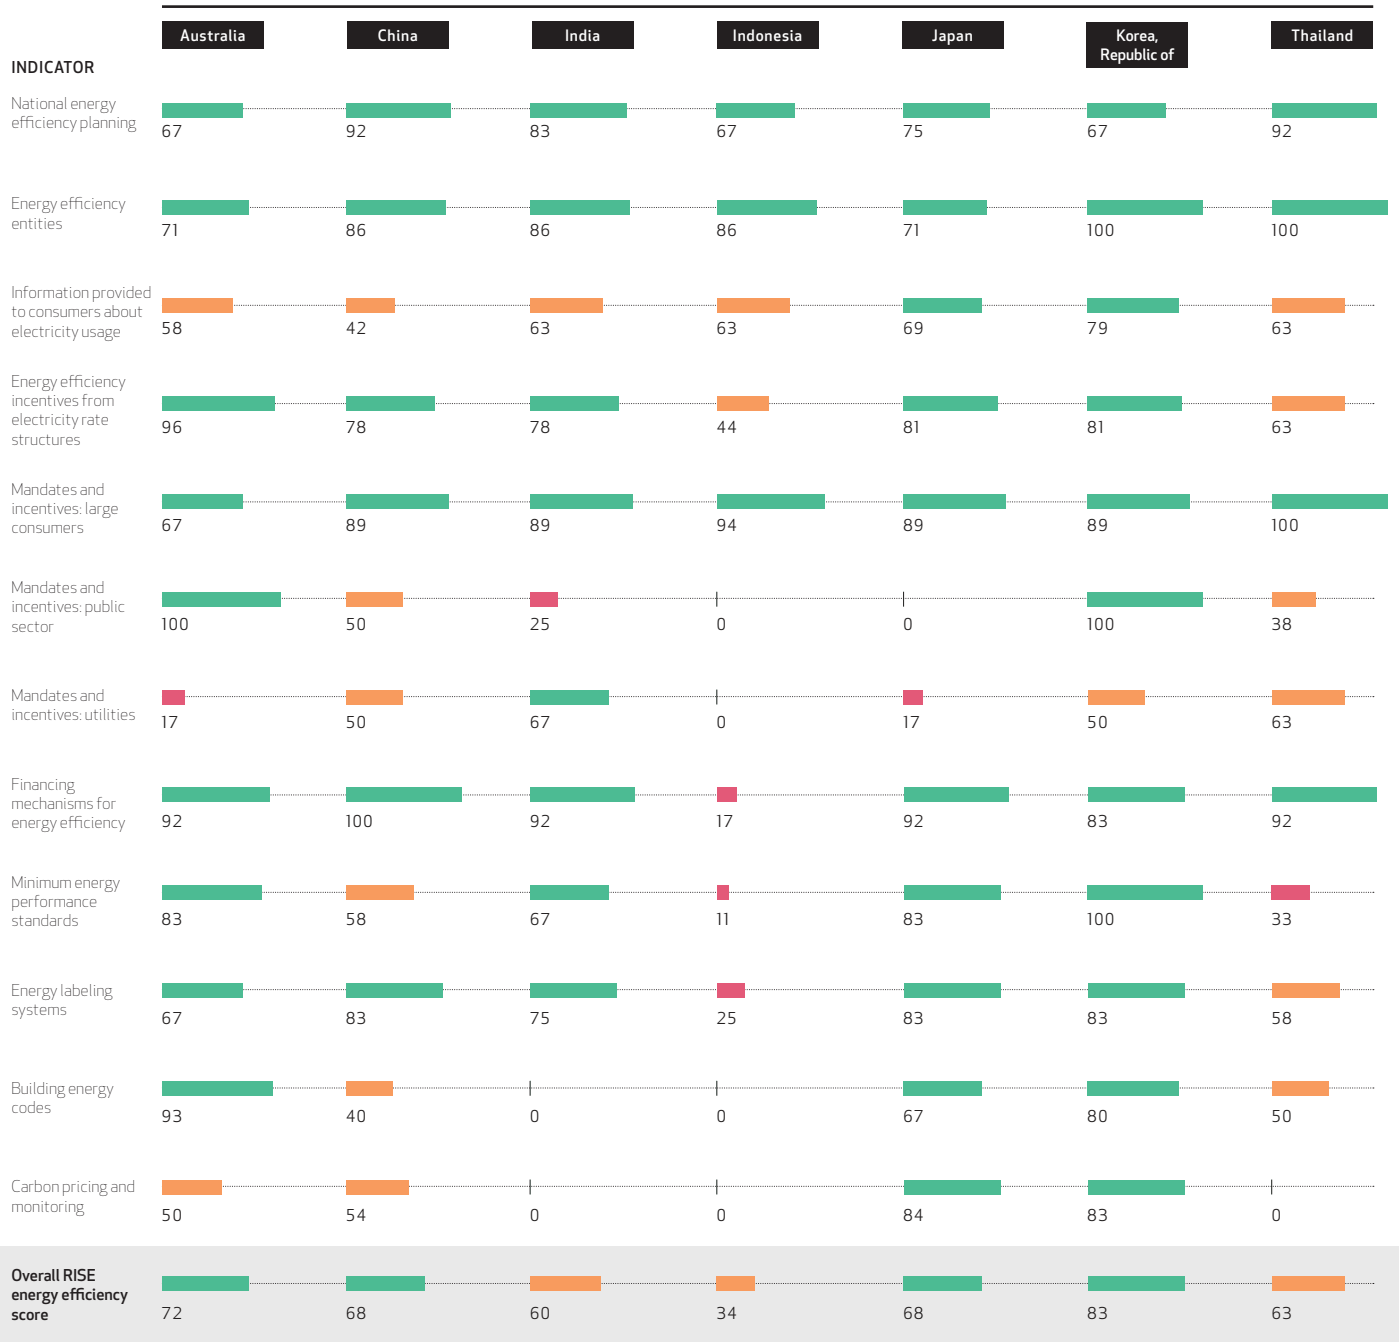 Australia China India Indonesia Japan Korea, Republic of Thailand
INDICATOR
National energy
efficiency planning
67 92 83 67 75 67 92
Energy efficiency
entities
71 86 86 86 71 100 100
Information provided
to consumers about
electricity usage
58 42 63 63 69 79 63
Energy efficiency
incentives from
electricity rate
structures
96 78 78 44 81 81 63
Mandates and
incentives: large
consumers
67 89 89 94 89 89 100
Mandates and
incentives: public
sector
100 50 25 0 0 100 38
Mandates and
incentives: utilities
17 50 67 0 17 50 63
Financing
mechanisms for
energy efficiency
92 100 92 17 92 83 92
Minimum energy
performance
standards
83 58 67 11 83 100 33
Energy labeling
systems
67 83 75 25 83 83 58
Building energy
codes
93 40 0 0 67 80 50
Carbon pricing and
monitoring
50 54 0 0 84 83 0
Overall RISE
energy efficiency
score
72 68 60 34 68 83 63